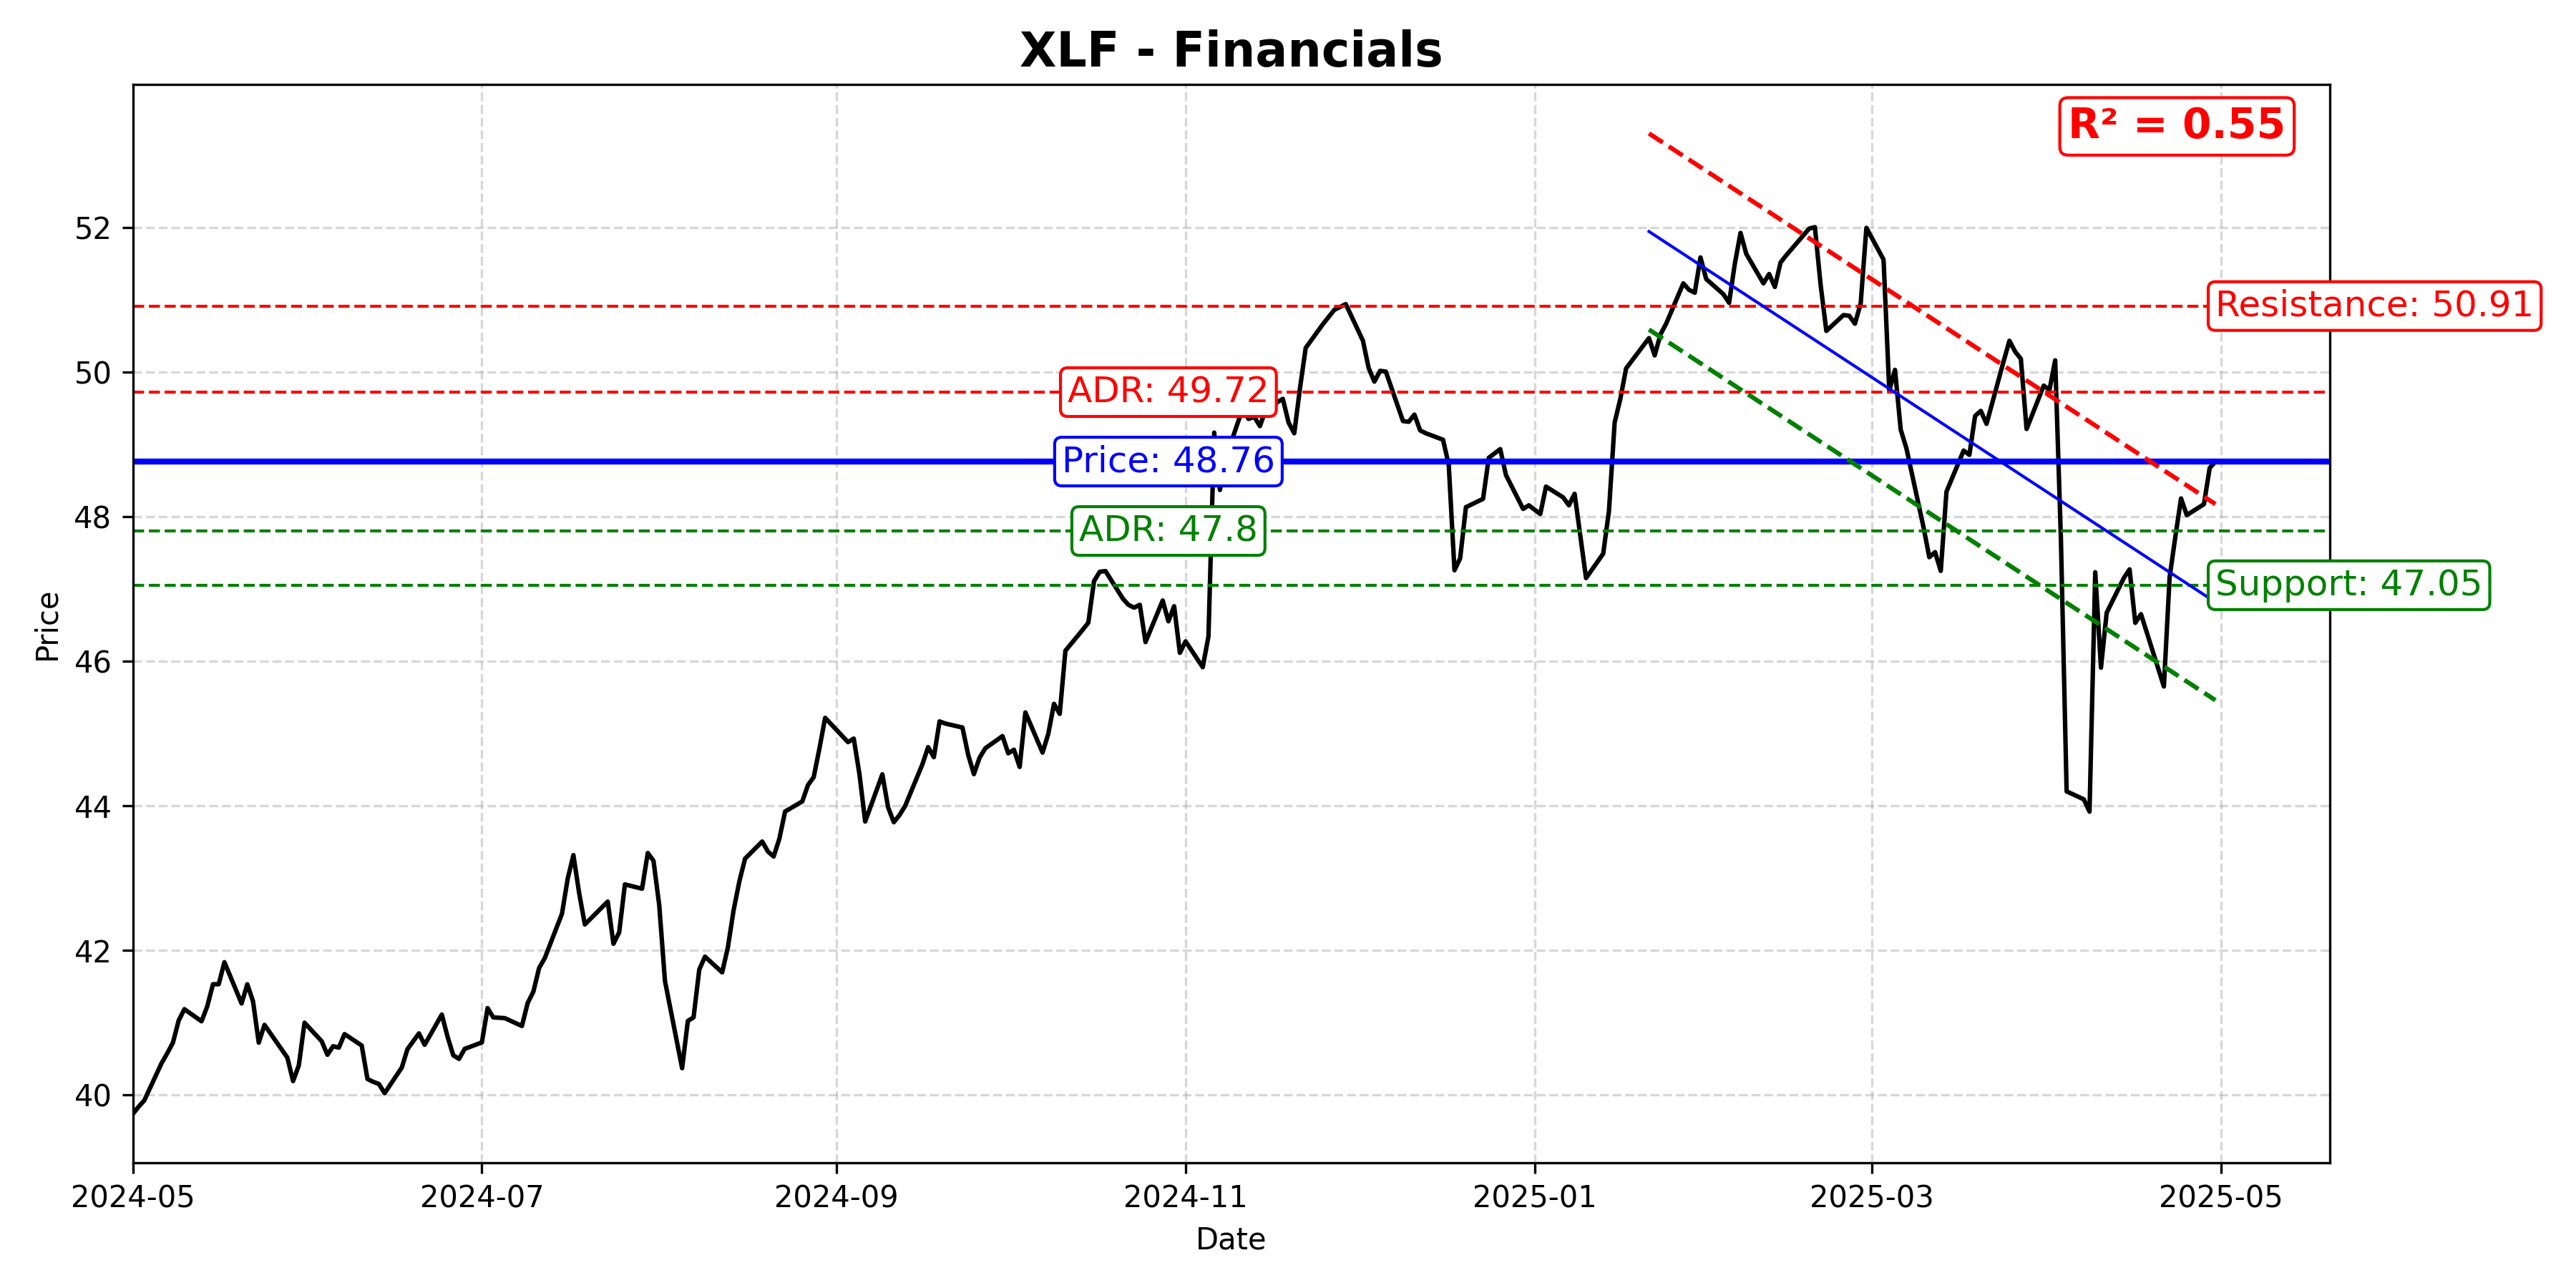 XLF - Financials
R² = 0.55
52
Resistance: 50.91
50
ADR: 49.72
Price: 48.76
48
ADR: 47.8
Support: 47.05
Price
46
44
42
40
2024-05 2024-07 2024-09 2024-11 2025-01 2025-03 2025-05
Date